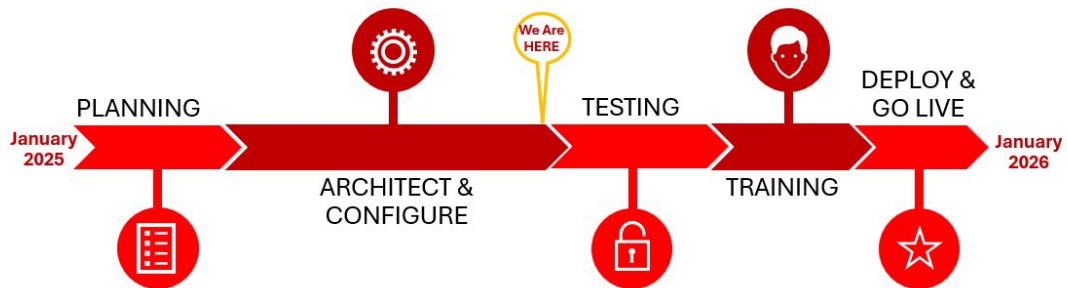 We Are
HERE
PLANNING
TESTING
DEPLOY &
GO LIVE
January
2025
January
2026
ARCHITECT &
CONFIGURE
TRAINING